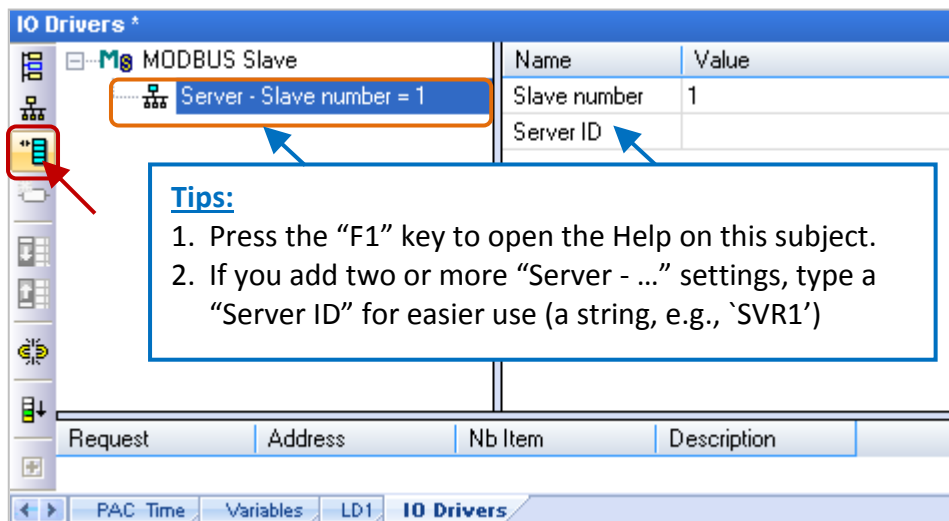 IO Drivers *
MODBUS Slave
Server - Slave number = 1
Name Value
Slave number 1
Server ID
Tips:
1. Press the “F1” key to open the Help on this subject.
2. If you add two or more “Server - …” settings, type a
“Server ID” for easier use (a string, e.g., `SVR1’)
Request Address Nb Item Description
PAC Time Variables LD1 IO Drivers